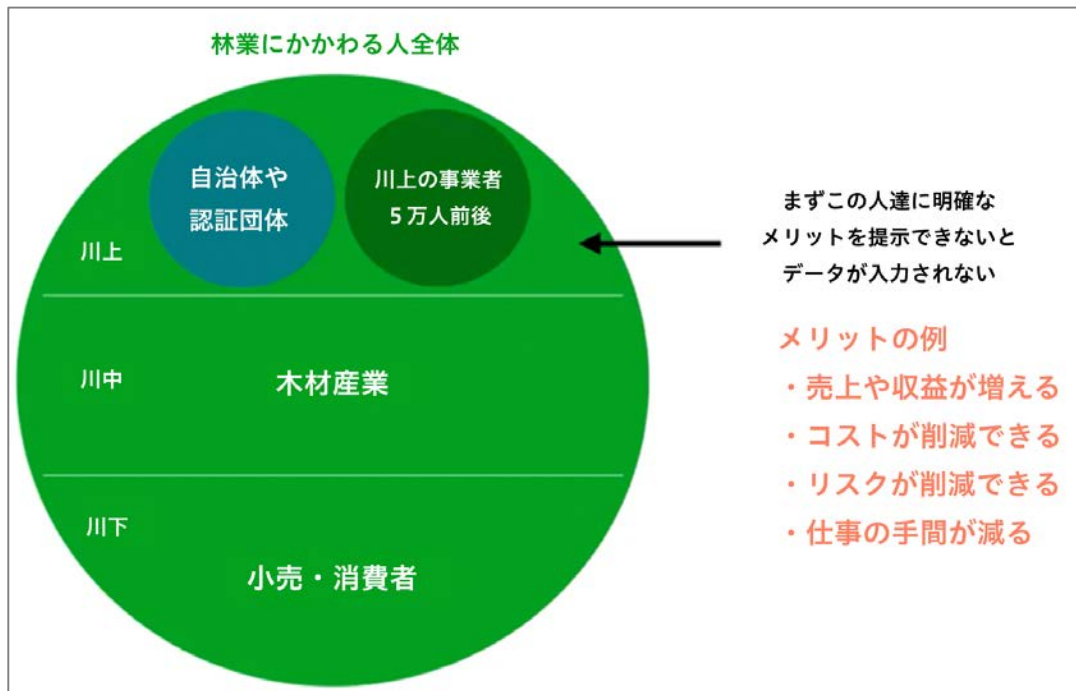 林業にかかわる人全体
自治体や
認証団体
川上の事業者
5万人前後
川上
まずこの人達に明確な
メリットを提示できないと
データが入力されない
メリットの例
・売上や収益が増える
・コストが削減できる
・リスクが削減できる
・仕事の手間が減る
川中
木材産業
川下
小売・消費者